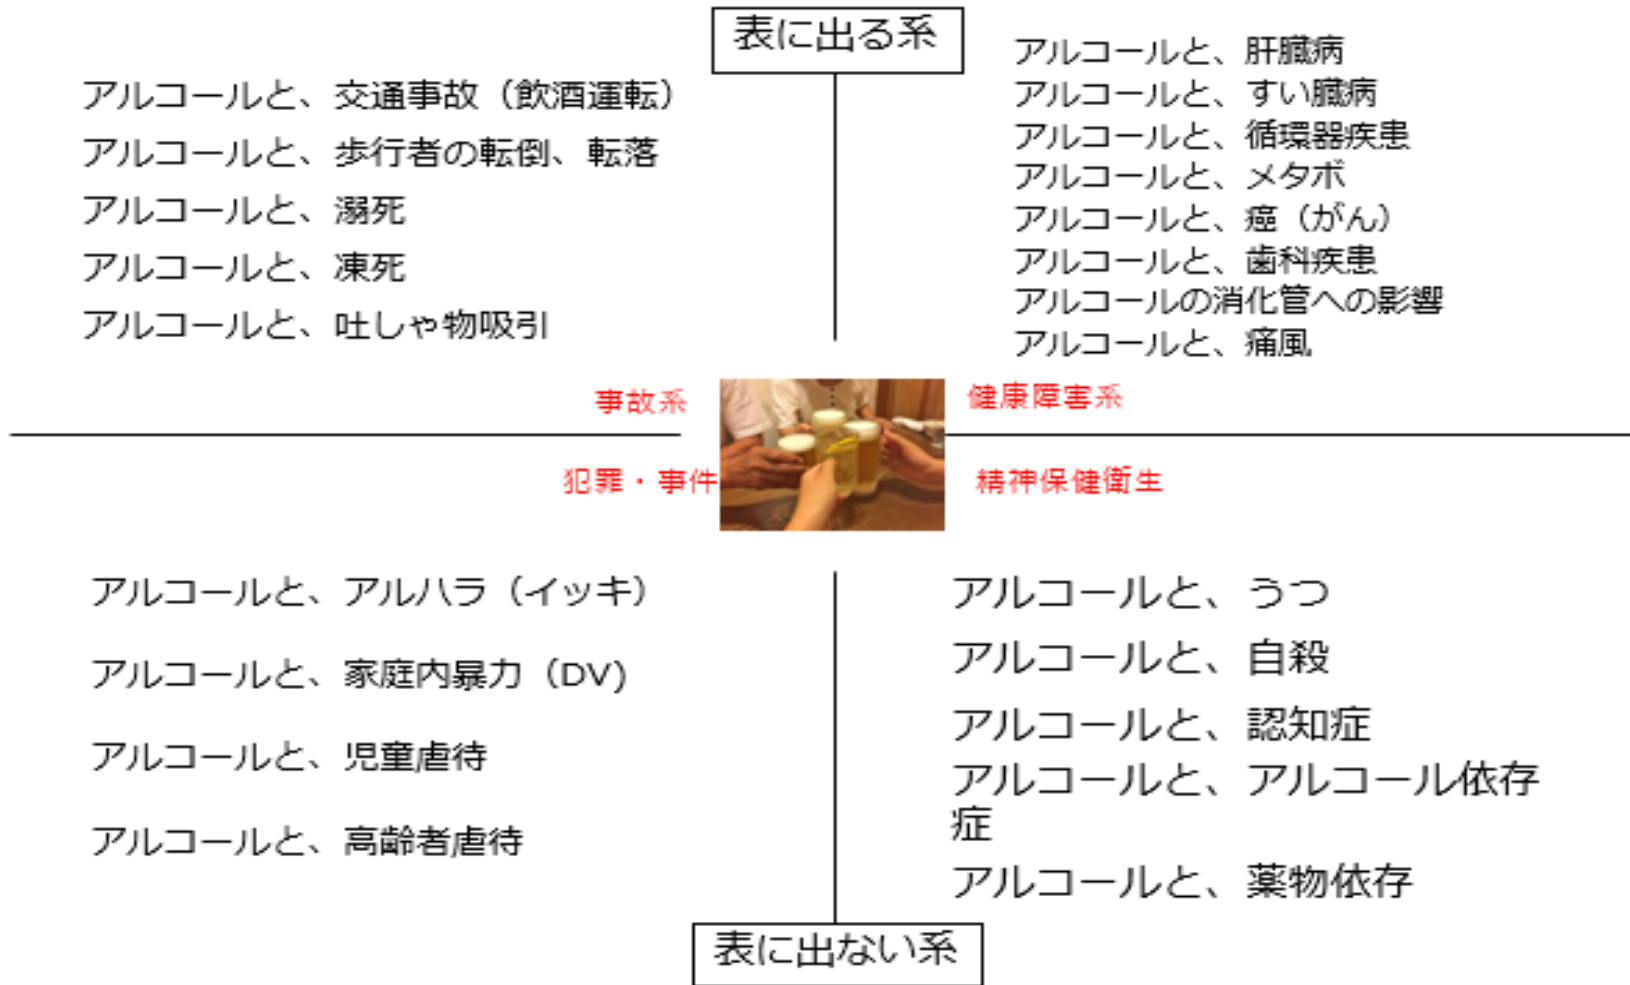 表に出る系
アルコールと、交通事故（飲酒運転）
アルコールと、歩行者の転倒、転落
アルコールと、溺死
アルコールと、凍死
アルコールと、吐しゃ物吸引
アルコールと、肝臓病
アルコールと、すい臓病
アルコールと、循環器疾患
アルコールと、メタボ
アルコールと、癌（がん）
アルコールと、歯科疾患
アルコールの消化管への影響
アルコールと、痛風
事故系
健康障害系
犯罪・事件
精神保健衛生
アルコールと、アルハラ（イッキ）
アルコールと、家庭内暴力（DV)
アルコールと、児童虐待
アルコールと、高齢者虐待
アルコールと、うつ
アルコールと、自殺
アルコールと、認知症
アルコールと、アルコール依存
症
アルコールと、薬物依存
表に出ない系